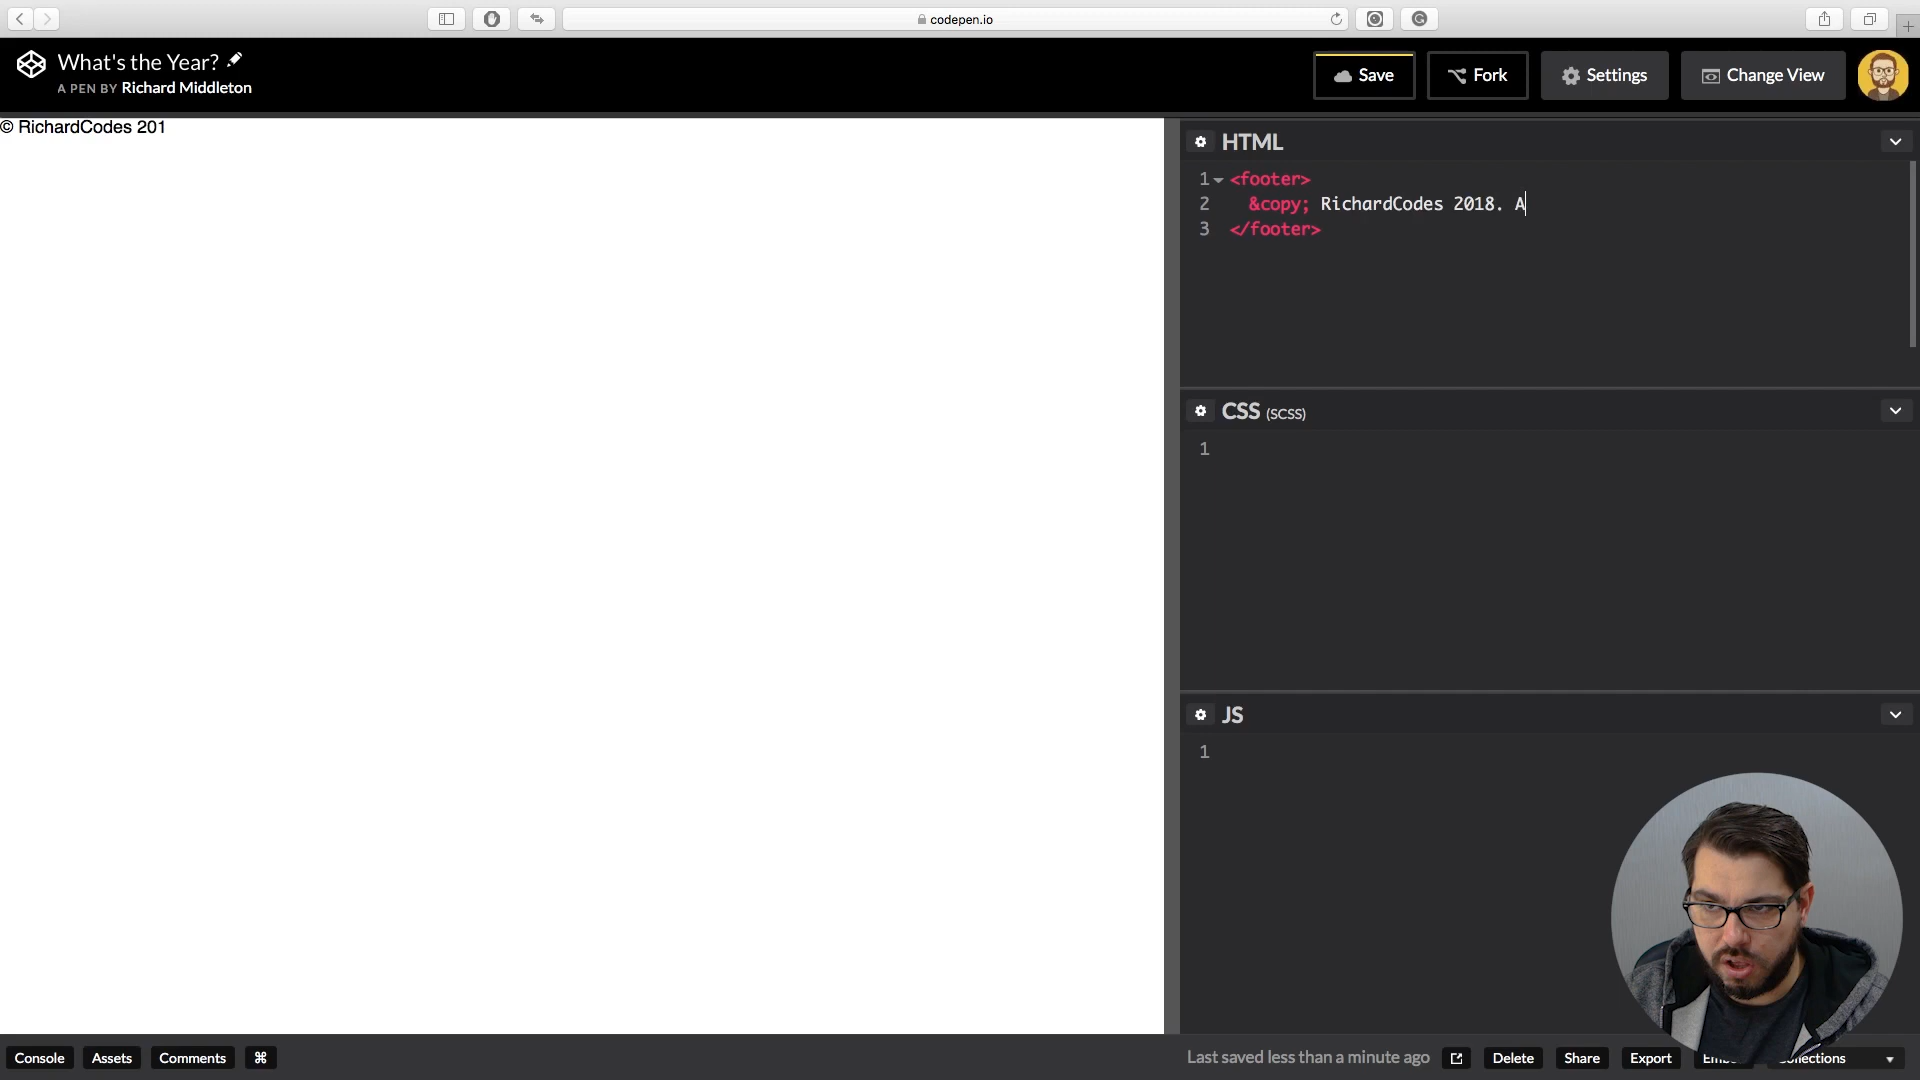 codepen.io
What's the Year?
A PEN BY Richard Middleton
Save
Fork
Settings
Change View
© RichardCodes 201
HTML
1 <footer>
2 &copy; RichardCodes 2018. A
3 </footer>
CSS (SCSS)
1
JS
1
Console
Assets
Comments
⌘
Last saved less than a minute ago
Delete
Share
Export